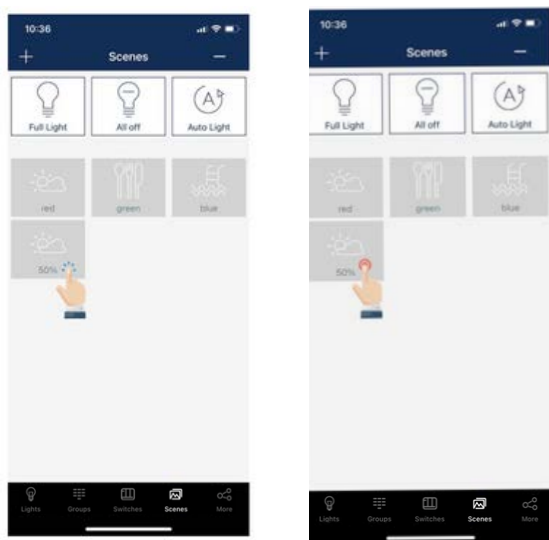 10:36
+ Scenes −
Full Light All off Auto Light
red green blue
50%
Lights Groups Switches Scenes More
10:36
+ Scenes −
Full Light All off Auto Light
red green blue
50%
Lights Groups Switches Scenes More